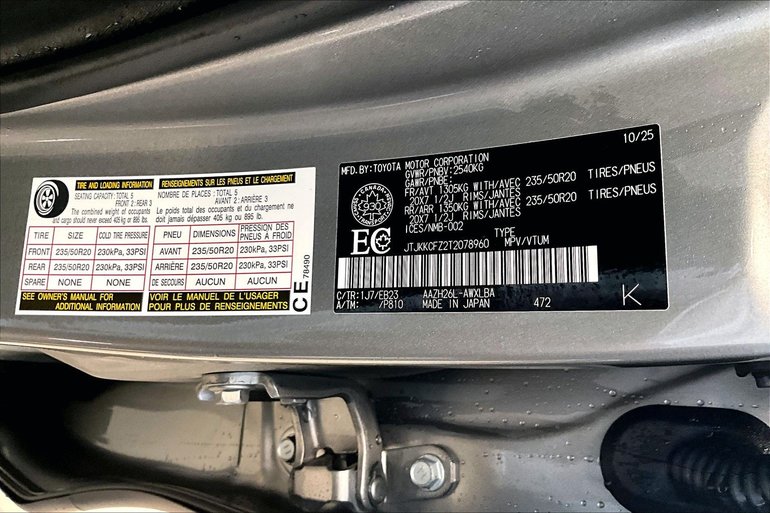 TIRE AND LOADING INFORMATION
SEATING CAPACITY: TOTAL 5
FRONT 2: REAR 3
The combined weight of occupants
and cargo should never exceed 405 kg or 895 lb.
TIRE SIZE COLD TIRE PRESSURE
FRONT 235/50R20 230kPa, 33PSI
REAR 235/50R20 230kPa, 33PSI
SPARE NONE NONE
SEE OWNER'S MANUAL FOR
ADDITIONAL INFORMATION
RENSEIGNEMENTS SUR LES PNEUS ET LE CHARGEMENT
NOMBRE DE PLACES: TOTAL 5
AVANT 2: ARRIÈRE 3
Le poids total des occupants et du chargement ne
doit jamais dépasser 405 kg ou 895 lb.
PNEU DIMENSIONS PRESSION DES PNEUS À FROID
AVANT 235/50R20 230kPa, 33PSI
ARRIÈRE 235/50R20 230kPa, 33PSI
DE SECOURS AUCUN AUCUN
VOIR LE MANUEL DE L'USAGER
POUR PLUS DE RENSEIGNEMENTS
CE 78490
MFD.BY:TOYOTA MOTOR CORPORATION 10/25
GVWR/PNBV:2540KG
GAWR/PNBE:
FR/AVT 1305KG WITH/AVEC 235/50R20 TIRES/PNEUS
20X7 1/2J RIMS/JANTES
RR/ARR 1330KG WITH/AVEC 235/50R20 TIRES/PNEUS
20X7 1/2J RIMS/JANTES
ICES/NMB-002
CANADA
930
EC
TYPE
JTJKKCFZ2T2078960 MPV/VTUM
C/TR:1J7/EB23 AAZH26L-AWXLBA
A/TM: /P810 MADE IN JAPAN 472
K